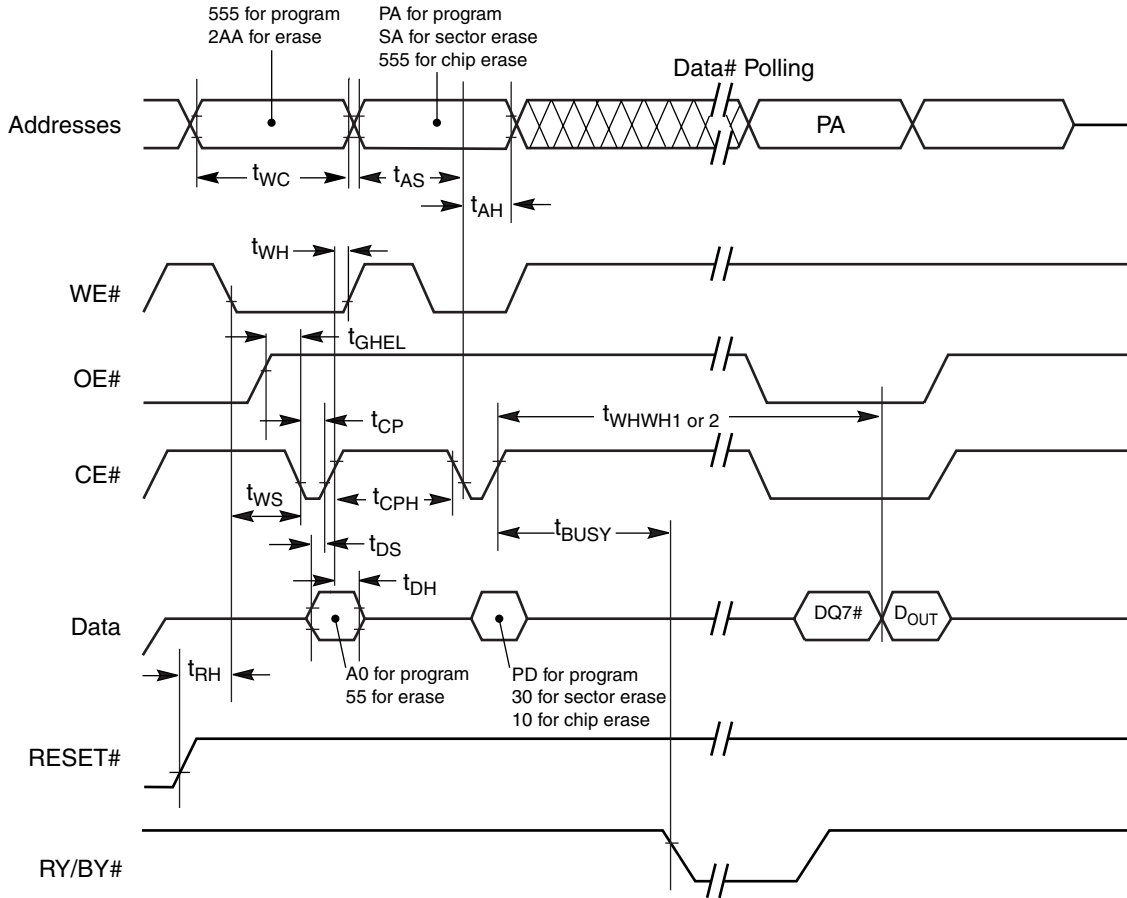 555 for program
2AA for erase
PA for program
SA for sector erase
555 for chip erase
Data# Polling
Addresses
PA
tWC
tAS
tAH
tWH
WE#
tGHEL
OE#
tCP
tWHWH1 or 2
CE#
tWS
tCPH
tBUSY
tDS
tDH
Data
DQ7#
DOUT
tRH
A0 for program
55 for erase
PD for program
30 for sector erase
10 for chip erase
RESET#
RY/BY#